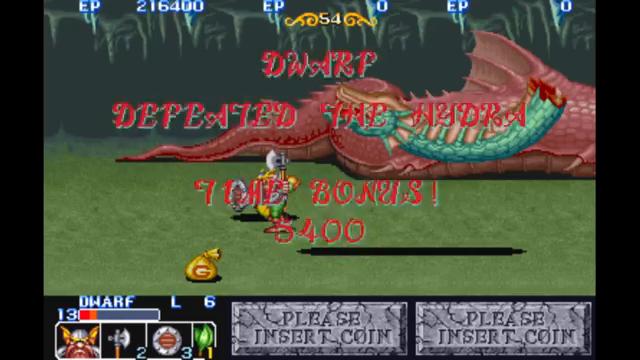 EP 216400 EP 0 EP 0
54
DWARF
DEFEATED THE HYDRA
TIME BONUS!
5400
G
DWARF L 6
13
2 3 1
PLEASE INSERT COIN
PLEASE INSERT COIN